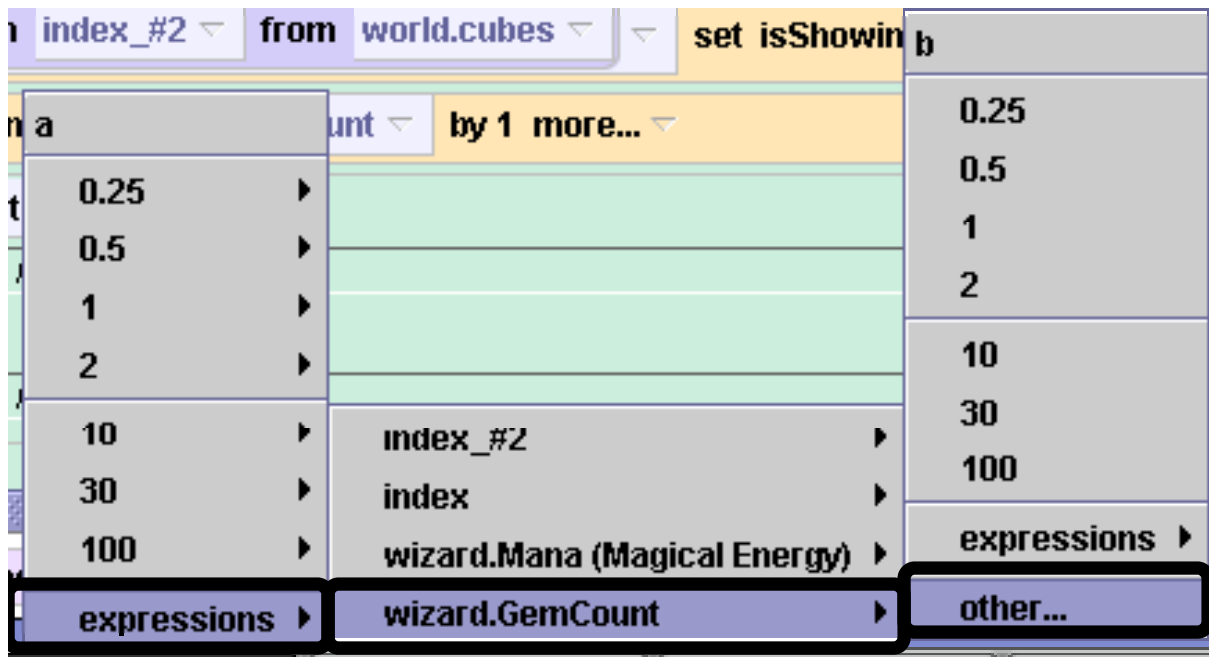 index_#2 from world.cubes set isShowin
by 1 more...
a
0.25
0.5
1
2
10
30
100
expressions
index_#2
index
wizard.Mana (Magical Energy)
wizard.GemCount
b
0.25
0.5
1
2
10
30
100
expressions
other...